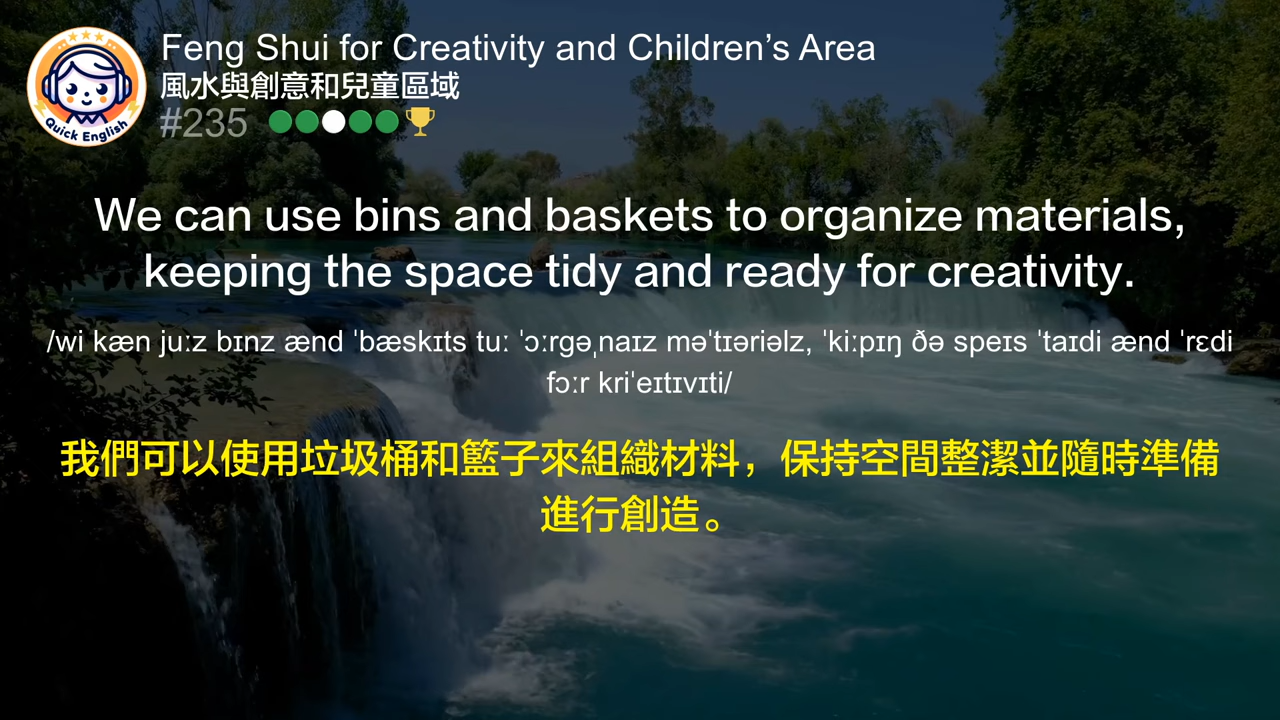 Feng Shui for Creativity and Children’s Area
風水與創意和兒童區域
#235
Quick English
We can use bins and baskets to organize materials,
keeping the space tidy and ready for creativity.
/wi kæn juːz bɪnz ænd ˈbæskɪts tuː ˈɔːrɡəˌnaɪz məˈtɪəriəlz, ˈkiːpɪŋ ðə speɪs ˈtaɪdi ænd ˈrɛdi
fɔːr kriˈeɪtɪvɪti/
我們可以使用垃圾桶和籃子來組織材料，保持空間整潔並隨時準備
進行創造。